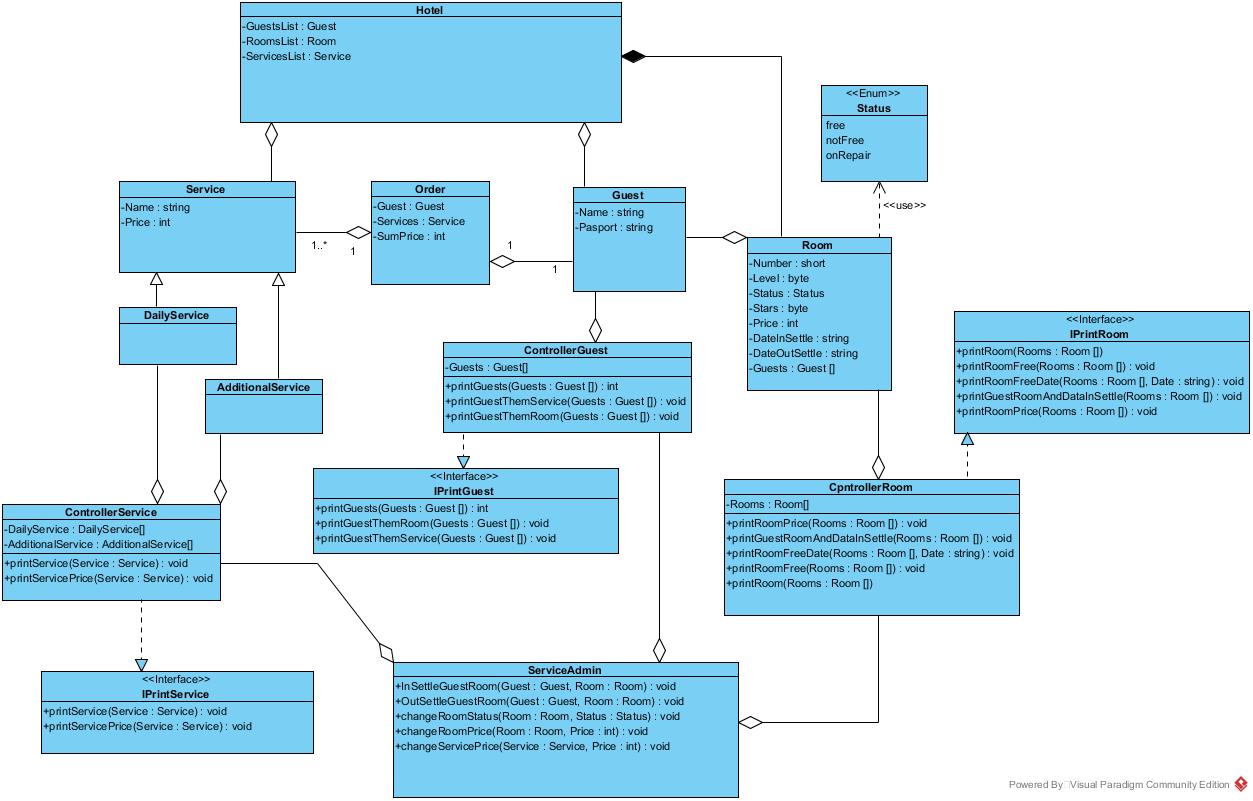 Hotel
-GuestsList : Guest
-RoomsList : Room
-ServicesList : Service
<<Enum>>
Status
free
notFree
onRepair
<<use>>
Service
-Name : string
-Price : int
1..*
1
Order
-Guest : Guest
-Services : Service
-SumPrice : int
1
1
Guest
-Name : string
-Pasport : string
Room
-Number : short
-Level : byte
-Status : Status
-Stars : byte
-Price : int
-DateInSettle : string
-DateOutSettle : string
-Guests : Guest []
<<Interface>>
IPrintRoom
+printRoom(Rooms : Room [])
+printRoomFree(Rooms : Room []) : void
+printRoomFreeDate(Rooms : Room [], Date : string) : void
+printGuestRoomAndDataInSettle(Rooms : Room []) : void
+printRoomPrice(Rooms : Room []) : void
DailyService
AdditionalService
ControllerGuest
-Guests : Guest[]
+printGuests(Guests : Guest []) : int
+printGuestThemService(Guests : Guest []) : void
+printGuestThemRoom(Guests : Guest []) : void
<<Interface>>
IPrintGuest
+printGuests(Guests : Guest []) : int
+printGuestThemRoom(Guests : Guest []) : void
+printGuestThemService(Guests : Guest []) : void
CpntrollerRoom
-Rooms : Room[]
+printRoomPrice(Rooms : Room []) : void
+printGuestRoomAndDataInSettle(Rooms : Room []) : void
+printRoomFreeDate(Rooms : Room [], Date : string) : void
+printRoomFree(Rooms : Room []) : void
+printRoom(Rooms : Room [])
ControllerService
-DailyService : DailyService[]
-AdditionalService : AdditionalService[]
+printService(Service : Service) : void
+printServicePrice(Service : Service) : void
<<Interface>>
IPrintService
+printService(Service : Service) : void
+printServicePrice(Service : Service) : void
ServiceAdmin
+InSettleGuestRoom(Guest : Guest, Room : Room) : void
+OutSettleGuestRoom(Guest : Guest, Room : Room) : void
+changeRoomStatus(Room : Room, Status : Status) : void
+changeRoomPrice(Room : Room, Price : int) : void
+changeServicePrice(Service : Service, Price : int) : void
Powered By Visual Paradigm Community Edition